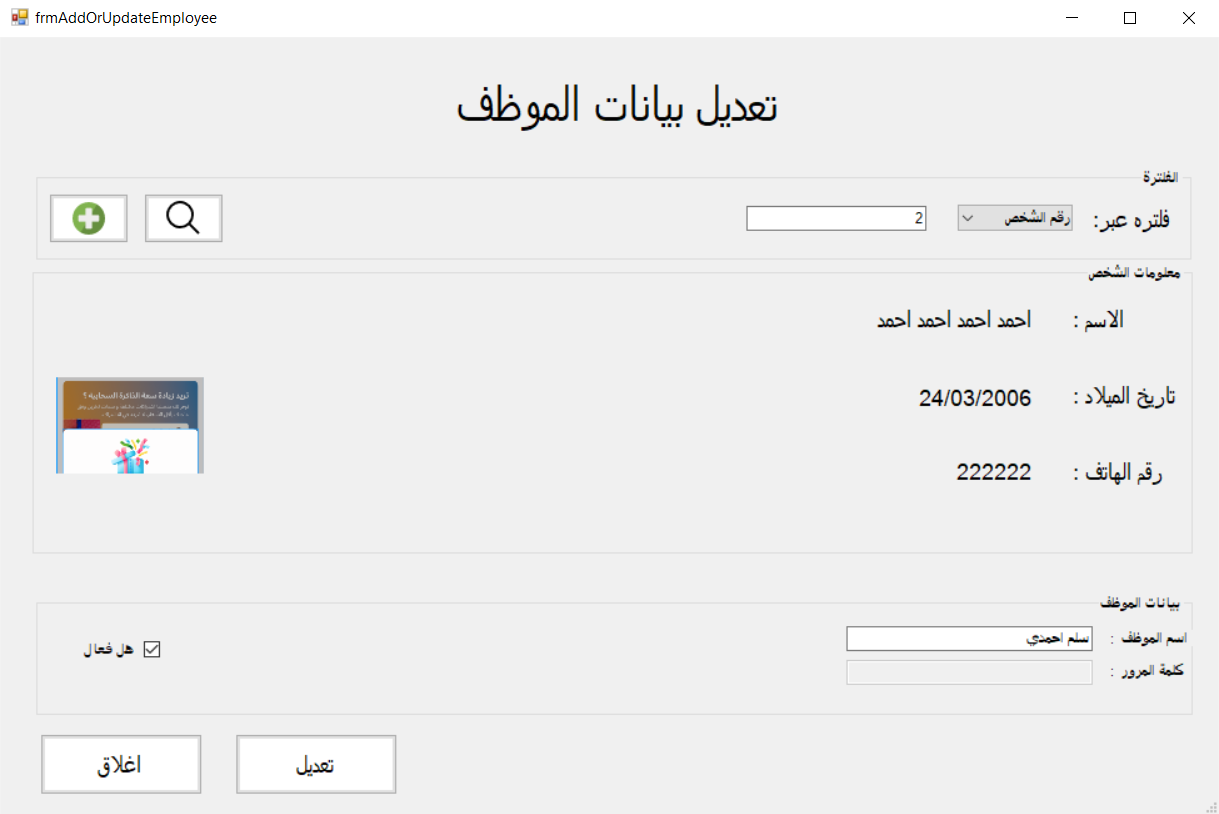 frmAddOrUpdateEmployee
تعديل بيانات الموظف
الفلترة
فلتره عبر:
رقم الشخص
2
معلومات الشخص
الاسم : احمد احمد احمد احمد
تاريخ الميلاد : 24/03/2006
رقم الهاتف : 222222
تريد زيادة سعة الذاكرة السحابيه ؟
بيانات الموظف
اسم الموظف : سلم احمدي
هل فعال
كلمة المرور :
تعديل
اغلاق